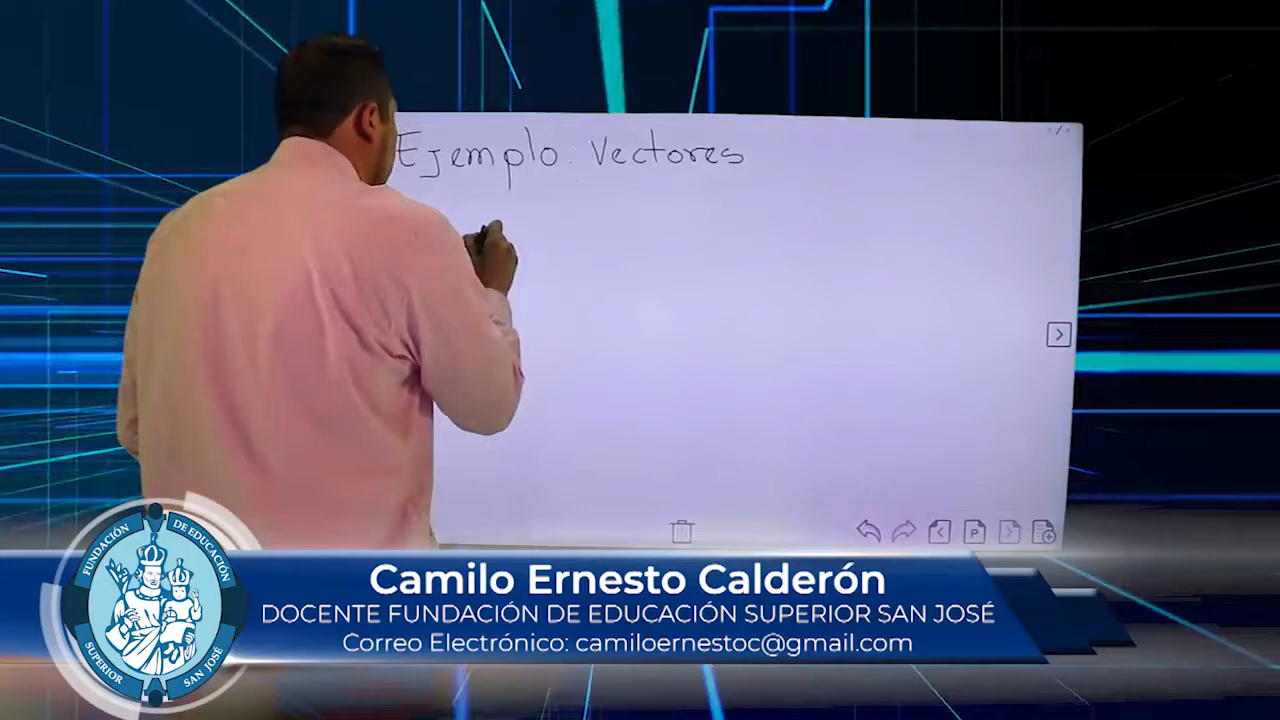 Ejemplo: Vectores
P
Camilo Ernesto Calderón
DOCENTE FUNDACIÓN DE EDUCACIÓN SUPERIOR SAN JOSÉ
Correo Electrónico: camiloernestoc@gmail.com
FUNDACIÓN DE EDUCACIÓN
SUPERIOR SAN JOSÉ